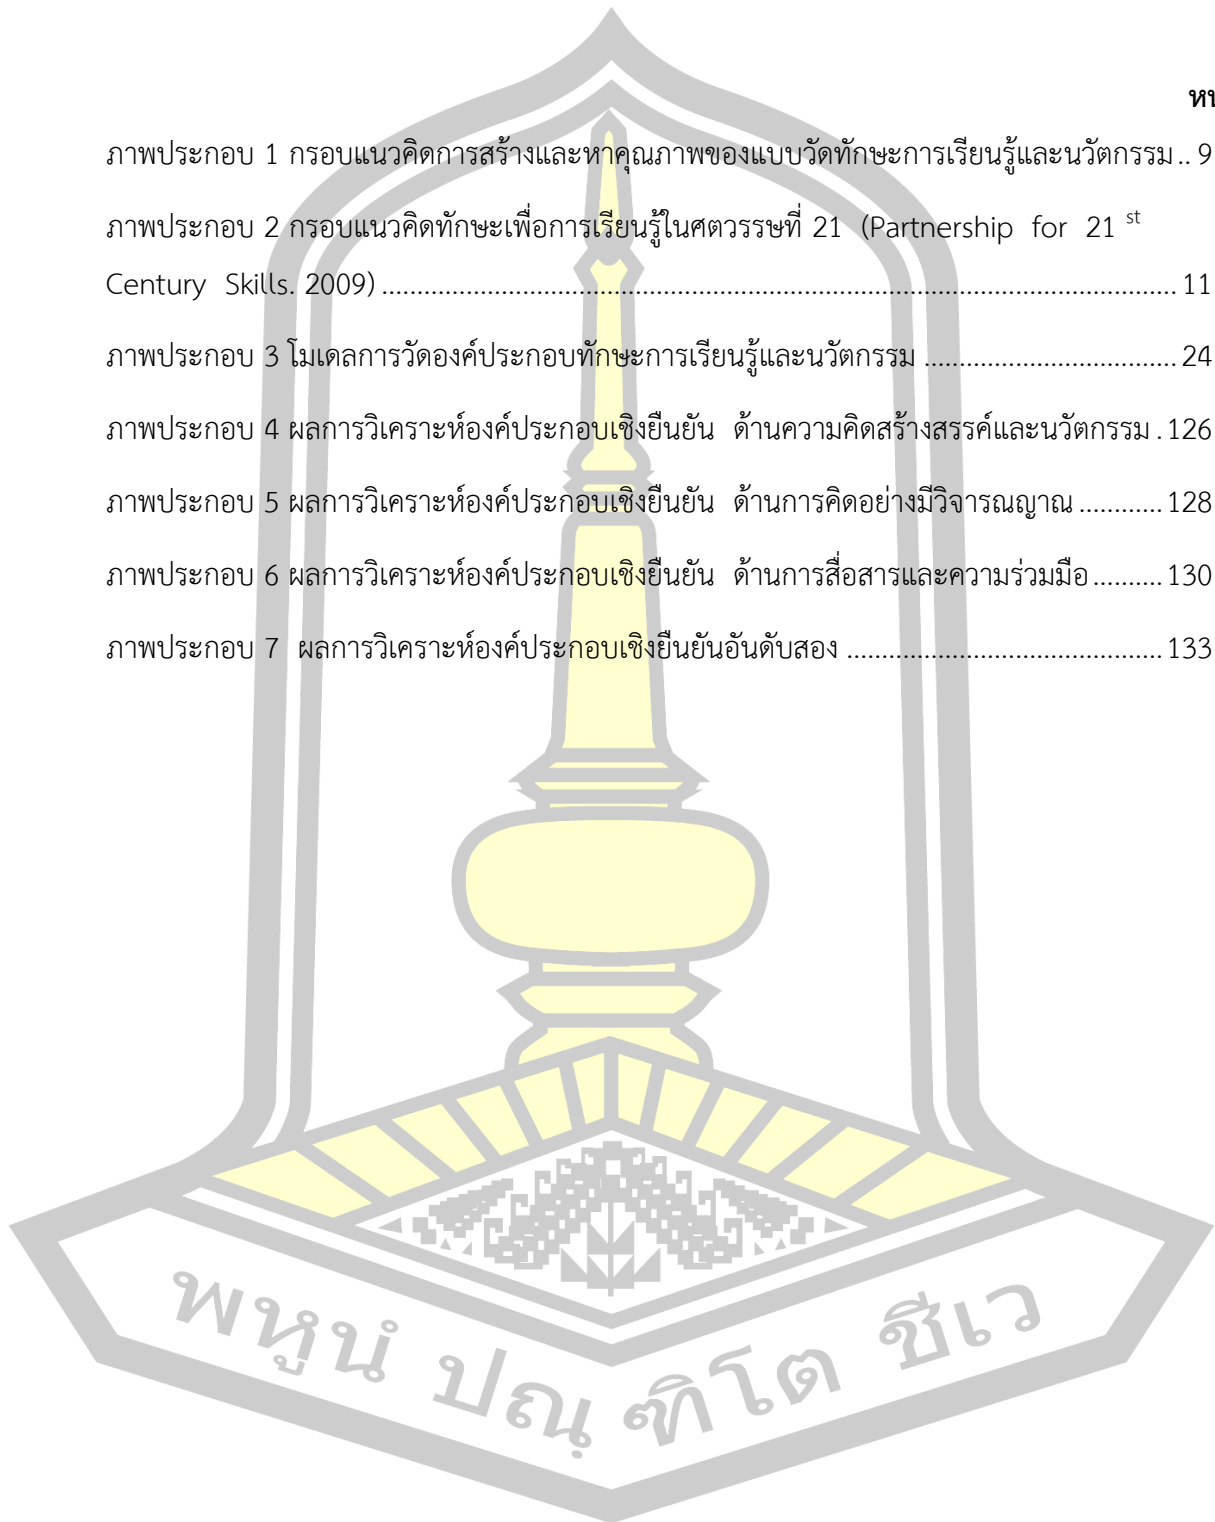 ภาพประกอบ 1 กรอบแนวคิดการสร้างและหาคุณภาพของแบบวัดทักษะการเรียนรู้และนวัตกรรม .. 9
ภาพประกอบ 2 กรอบแนวคิดทักษะเพื่อการเรียนรู้ในศตวรรษที่ 21 (Partnership for 21 st
Century Skills. 2009) ........................................................................................................ 11
ภาพประกอบ 3 โมเดลการวัดองค์ประกอบทักษะการเรียนรู้และนวัตกรรม .................................. 24
ภาพประกอบ 4 ผลการวิเคราะห์องค์ประกอบเชิงยืนยัน ด้านความคิดสร้างสรรค์และนวัตกรรม . 126
ภาพประกอบ 5 ผลการวิเคราะห์องค์ประกอบเชิงยืนยัน ด้านการคิดอย่างมีวิจารณญาณ ............ 128
ภาพประกอบ 6 ผลการวิเคราะห์องค์ประกอบเชิงยืนยัน ด้านการสื่อสารและความร่วมมือ .......... 130
ภาพประกอบ 7 ผลการวิเคราะห์องค์ประกอบเชิงยืนยันอันดับสอง ............................................. 133
พหูนํ ปณฺฑิโต ชีเว